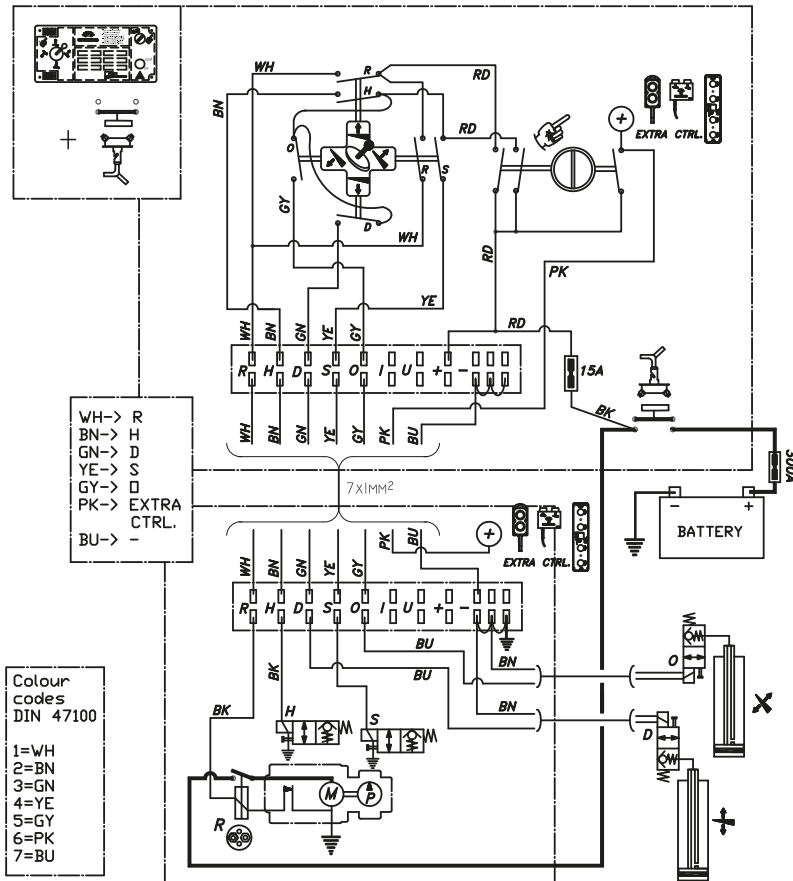 WH
R
RD
H
BN
RD
EXTRA CTRL.
+
O
R
S
GY
D
WH
RD
PK
YE
WH
BN
GN
YE
GY
RD
R H D S O I U + -
15A
BK
WH
BN
GN
YE
GY
PK
BU
WH-> R
BN-> H
GN-> D
YE-> S
GY-> O
PK-> EXTRA
CTRL.
BU-> -
7x1MM²
300A
- +
BATTERY
WH
BN
GN
YE
GY
PK
BU
+
EXTRA CTRL.
R H D S O I U + -
BU
BU
BN
BN
BK
BK
H
S
O
D
M
P
R
Colour
codes
DIN 47100
1=WH
2=BN
3=GN
4=YE
5=GY
6=PK
7=BU